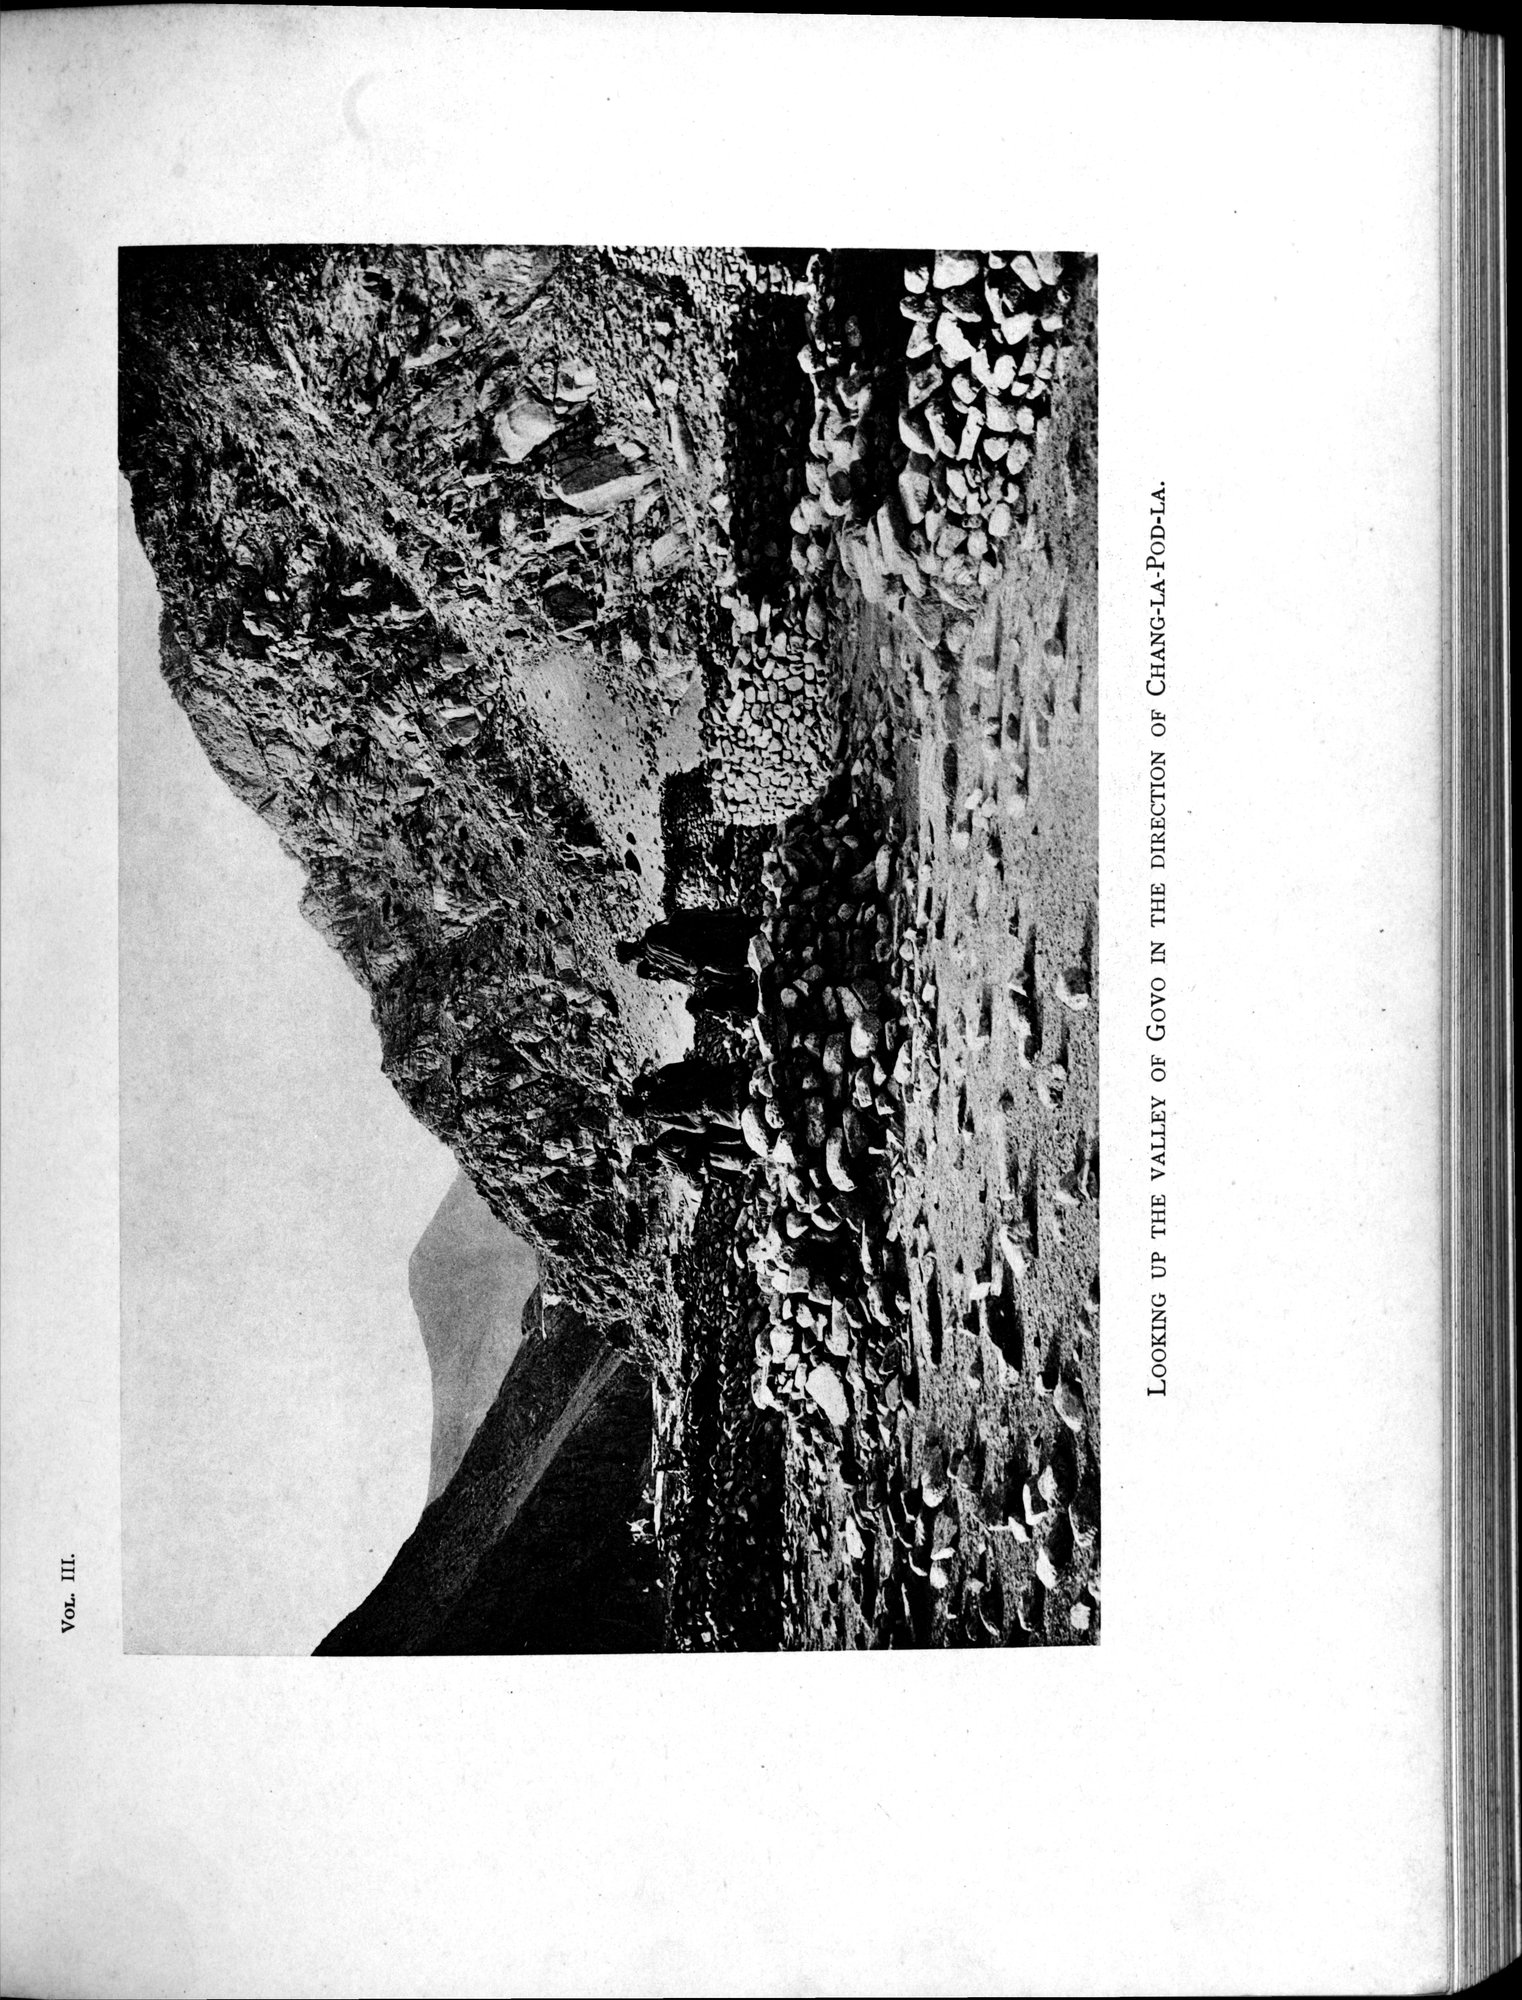 VOL. III.
LOOKING UP THE VALLEY OF GOVO IN THE DIRECTION OF CHANG-LA-POD-LA.